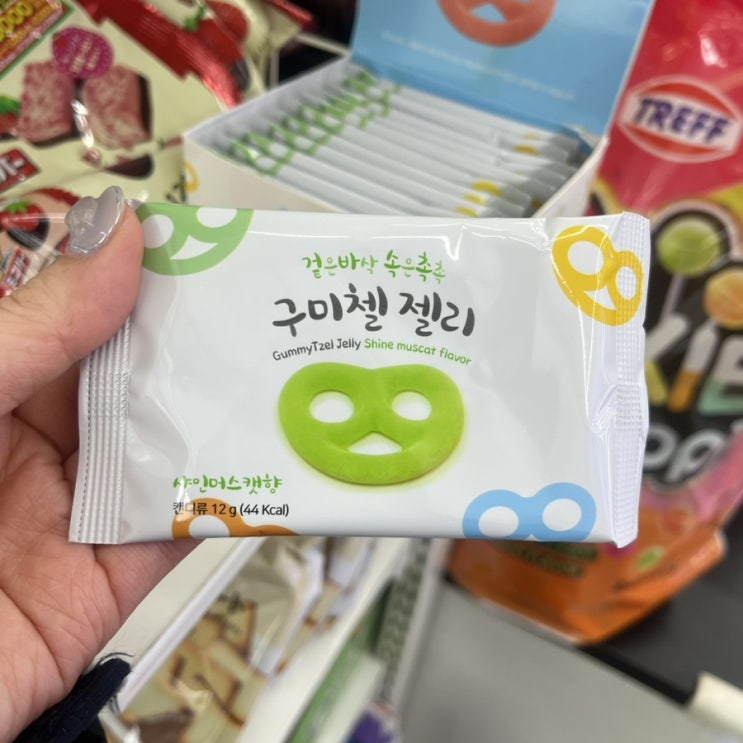 TREFF
겉은바삭 속은촉촉
구미첼 젤리
GummyTzel Jelly Shine muscat flavor
샤인머스캣향
캔디류 12 g (44 Kcal)